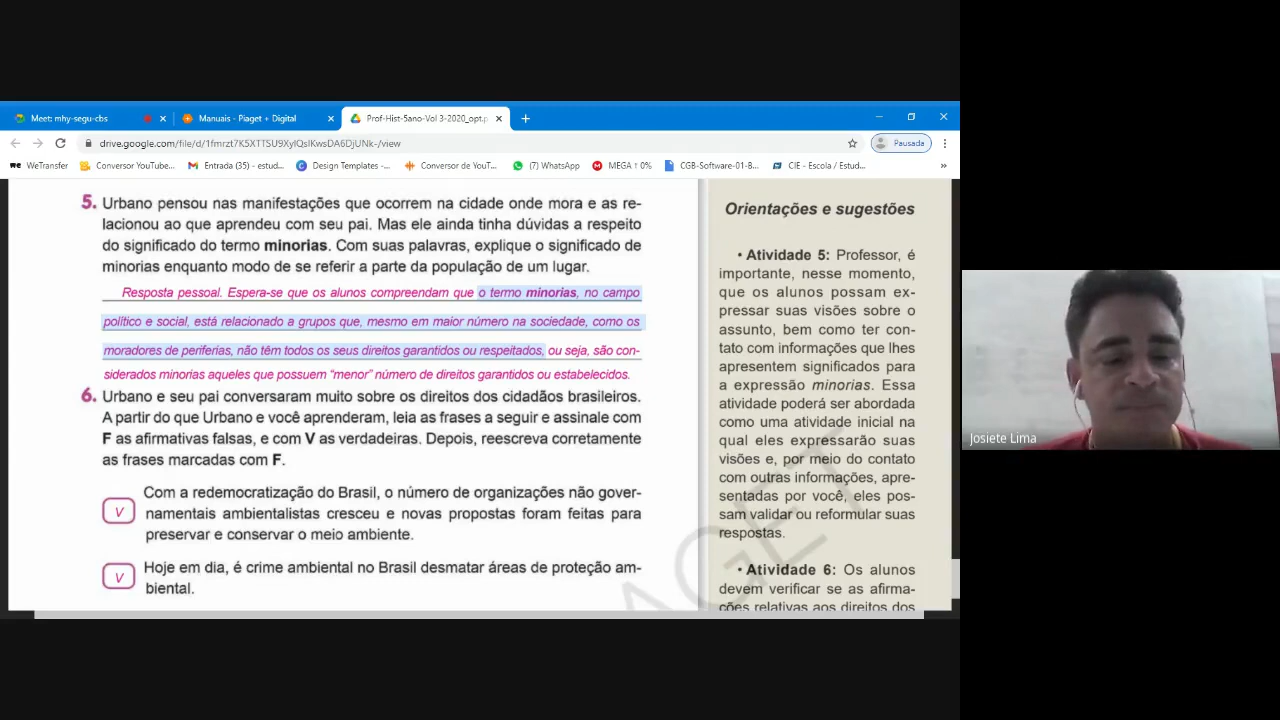 Meet: mhy-segu-cbs
Manuais - Piaget + Digital
Prof-Hist-5ano-Vol 3-2020_opt.p
drive.google.com/file/d/1fmrzt7K5XTTSU9XylQsIKwsDA6DjUNk-/view
Pausada
WeTransfer
Conversor YouTube...
Entrada (35) - estud...
Design Templates -...
Conversor de YouT...
(7) WhatsApp
MEGA ↑ 0%
CGB-Software-01-B...
CIE - Escola / Estud...
»
5. Urbano pensou nas manifestações que ocorrem na cidade onde mora e as re-
lacionou ao que aprendeu com seu pai. Mas ele ainda tinha dúvidas a respeito
do significado do termo minorias. Com suas palavras, explique o significado de
minorias enquanto modo de se referir a parte da população de um lugar.
Resposta pessoal. Espera-se que os alunos compreendam que o termo minorias, no campo
político e social, está relacionado a grupos que, mesmo em maior número na sociedade, como os
moradores de periferias, não têm todos os seus direitos garantidos ou respeitados, ou seja, são con-
siderados minorias aqueles que possuem “menor” número de direitos garantidos ou estabelecidos.
6. Urbano e seu pai conversaram muito sobre os direitos dos cidadãos brasileiros.
A partir do que Urbano e você aprenderam, leia as frases a seguir e assinale com
F as afirmativas falsas, e com V as verdadeiras. Depois, reescreva corretamente
as frases marcadas com F.
Com a redemocratização do Brasil, o número de organizações não gover-
V namentais ambientalistas cresceu e novas propostas foram feitas para
preservar e conservar o meio ambiente.
V Hoje em dia, é crime ambiental no Brasil desmatar áreas de proteção am-
biental.
Orientações e sugestões
• Atividade 5: Professor, é
importante, nesse momento,
que os alunos possam ex-
pressar suas visões sobre o
assunto, bem como ter con-
tato com informações que lhes
apresentem significados para
a expressão minorias. Essa
atividade poderá ser abordada
como uma atividade inicial na
qual eles expressarão suas
visões e, por meio do contato
com outras informações, apre-
sentadas por você, eles pos-
sam validar ou reformular suas
respostas.
• Atividade 6: Os alunos
devem verificar se as afirma-
ções relativas aos direitos dos
AGET
Josiete Lima